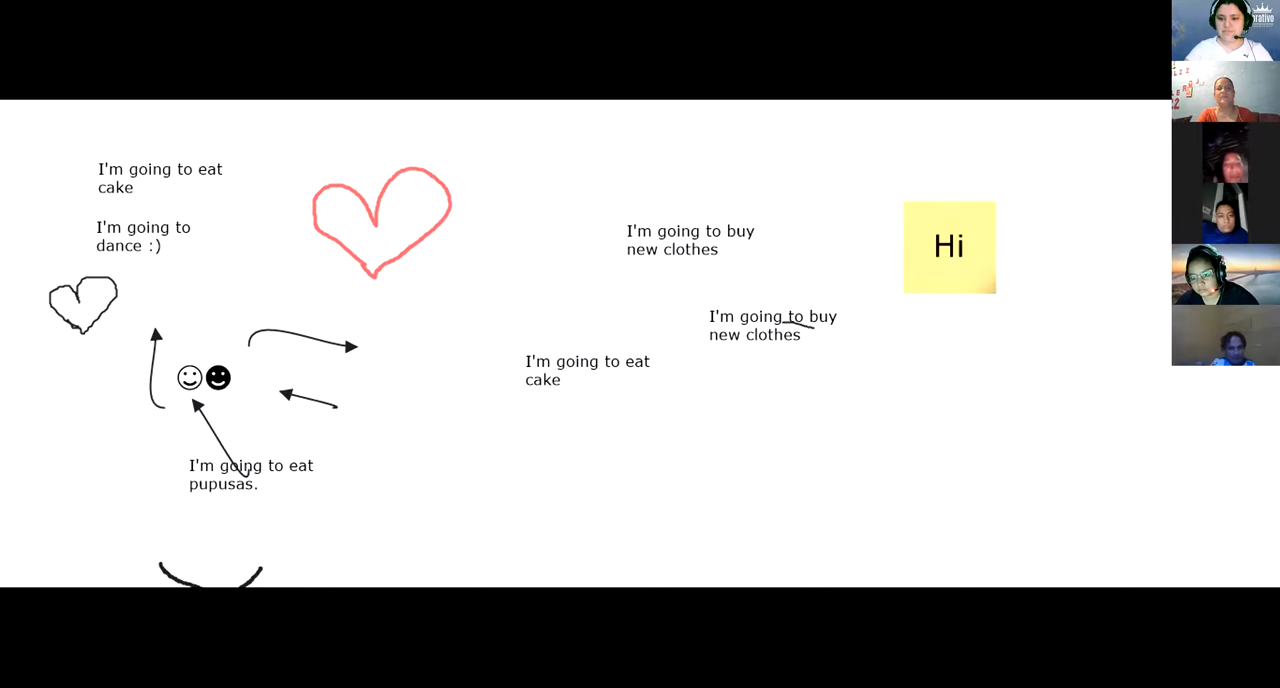 I'm going to eat
cake
I'm going to
dance :)
I'm going to buy
new clothes
Hi
I'm going to buy
new clothes
I'm going to eat
cake
I'm going to eat
pupusas.